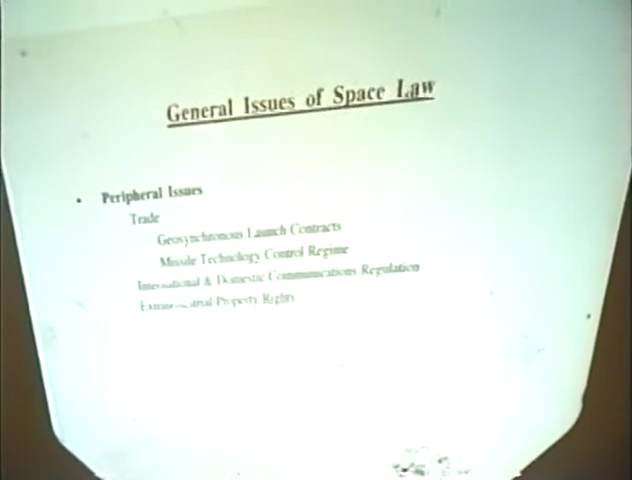 General Issues of Space Law
• Peripheral Issues
Trade
Geosynchronous Launch Contracts
Missile Technology Control Regime
International & Domestic Communications Regulation
Extraterrestrial Property Rights